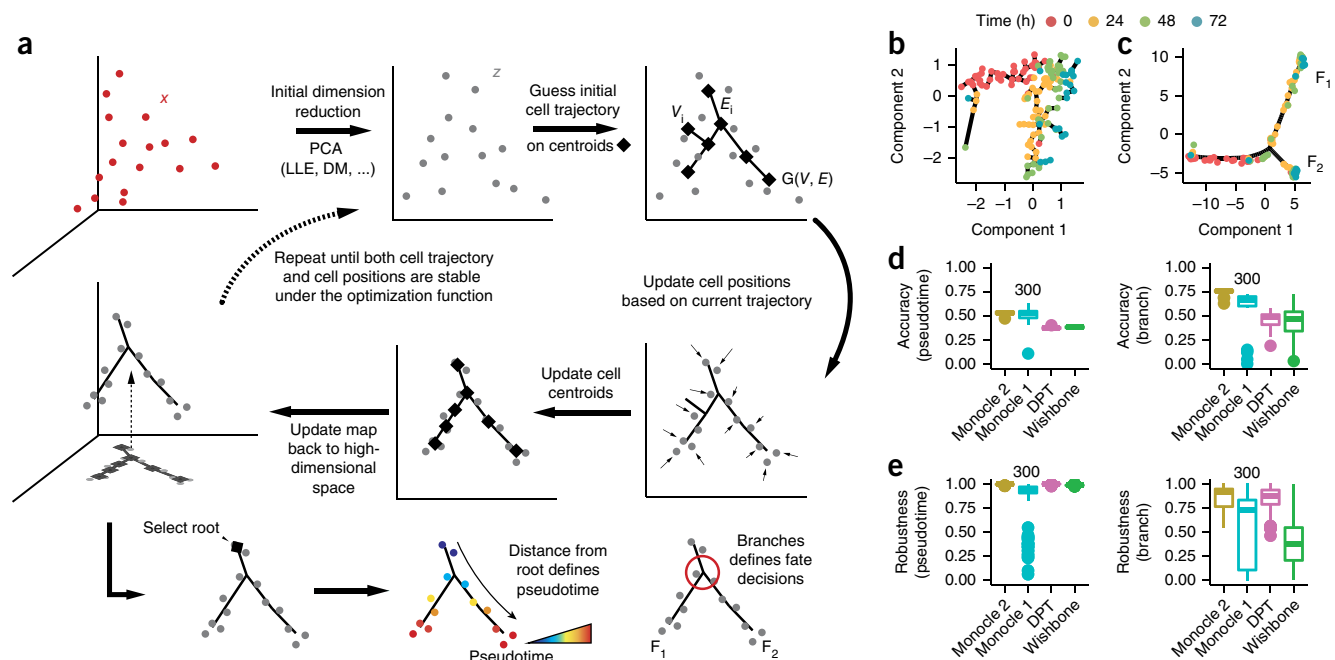 a
x
Initial dimension
reduction
PCA
(LLE, DM, ...)
z
Guess initial
cell trajectory
on centroids
Vi
Ei
G(V, E)
Repeat until both cell trajectory
and cell positions are stable
under the optimization function
Update cell positions
based on current trajectory
Update cell
centroids
Update map
back to high-
dimensional
space
Select root
Distance from
root defines
pseudotime
Pseudotime
Branches
defines fate
decisions
F1
F2
Time (h) 0 24 48 72
b
Component 2
1
0
−1
−2
−2 −1 0 1
Component 1
c
Component 2
10
5
0
−5
−10 −5 0 5
Component 1
F1
F2
d
Accuracy
(pseudotime)
1.00
0.75
0.50
0.25
0.00
300
Monocle 2
Monocle 1
DPT
Wishbone
Accuracy
(branch)
1.00
0.75
0.50
0.25
0.00
300
Monocle 2
Monocle 1
DPT
Wishbone
e
Robustness
(pseudotime)
1.00
0.75
0.50
0.25
0.00
300
Monocle 2
Monocle 1
DPT
Wishbone
Robustness
(branch)
1.00
0.75
0.50
0.25
0.00
300
Monocle 2
Monocle 1
DPT
Wishbone